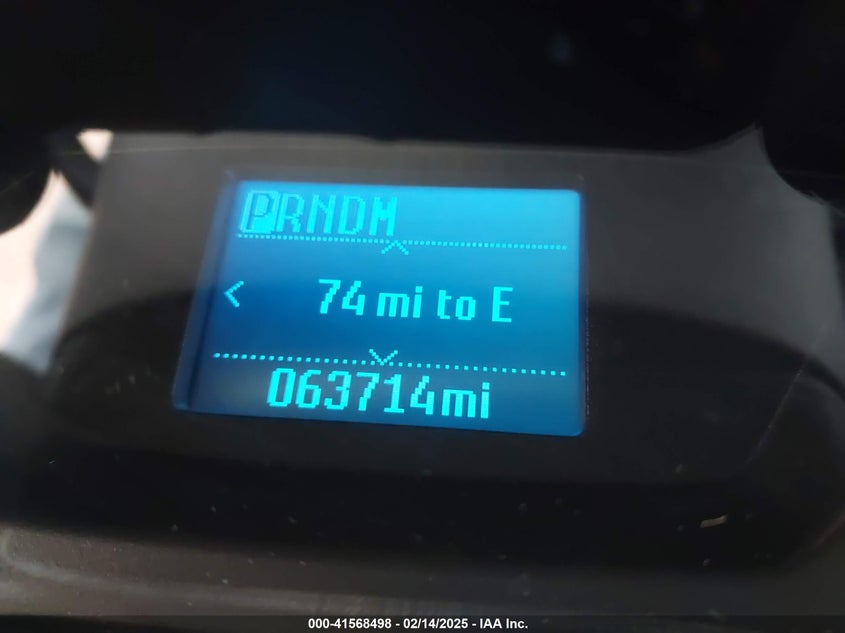 PRNDM
74 mi to E
063714mi
000-41568498 - 02/14/2025 - IAA Inc.